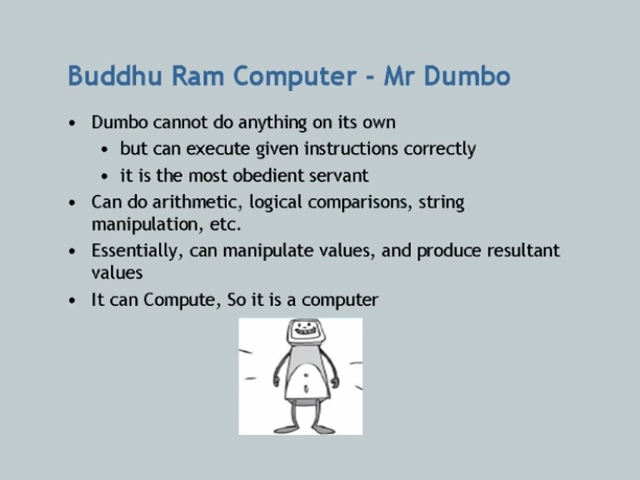 Buddhu Ram Computer - Mr Dumbo
• Dumbo cannot do anything on its own
• but can execute given instructions correctly
• it is the most obedient servant
• Can do arithmetic, logical comparisons, string
manipulation, etc.
• Essentially, can manipulate values, and produce resultant
values
• It can Compute, So it is a computer